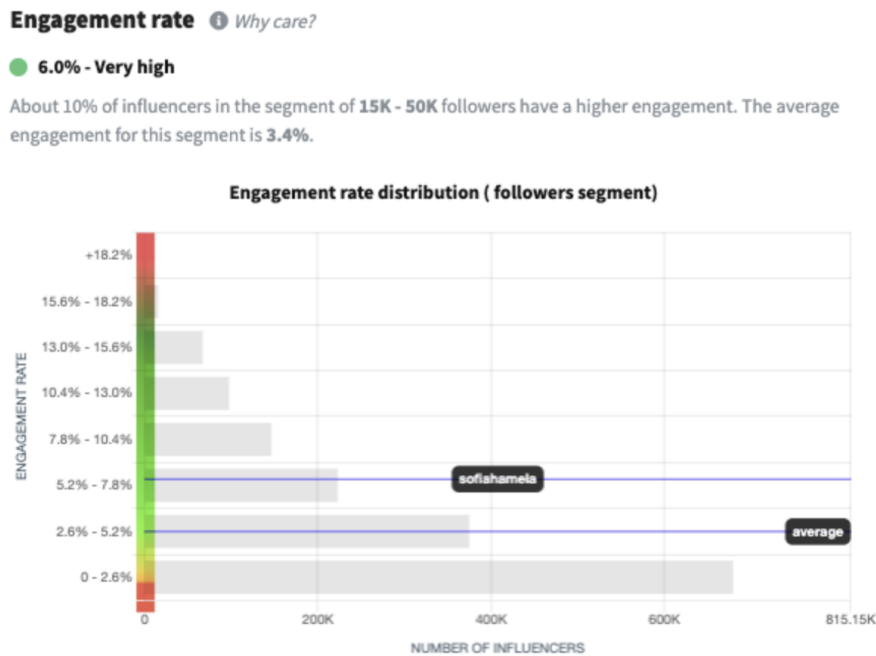 Engagement rate Why care?
6.0% - Very high
About 10% of influencers in the segment of 15K - 50K followers have a higher engagement. The average
engagement for this segment is 3.4%.
Engagement rate distribution ( followers segment)
+18.2%
15.6% - 18.2%
13.0% - 15.6%
10.4% - 13.0%
7.8% - 10.4%
5.2% - 7.8%
sofiahamela
2.6% - 5.2%
average
0 - 2.6%
ENGAGEMENT RATE
0 200K 400K 600K 815.15K
NUMBER OF INFLUENCERS